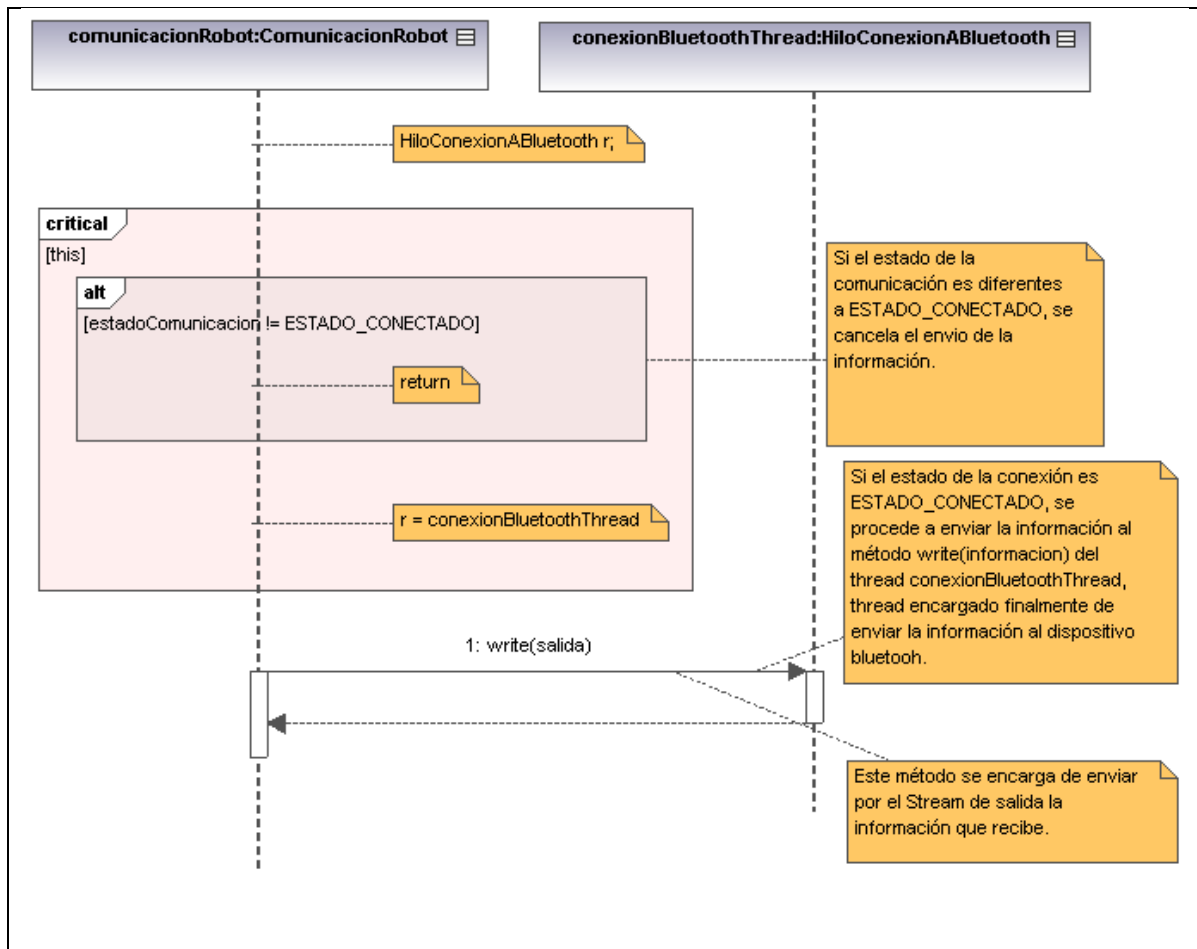 comunicacionRobot:ComunicacionRobot
conexionBluetoothThread:HiloConexionABluetooth
HiloConexionABluetooth r;
critical
[this]
alt
[estadoComunicacion != ESTADO_CONECTADO]
return
Si el estado de la
comunicación es diferentes
a ESTADO_CONECTADO, se
cancela el envio de la
información.
r = conexionBluetoothThread
Si el estado de la conexión es
ESTADO_CONECTADO, se
procede a enviar la información al
método write(informacion) del
thread conexionBluetoothThread,
thread encargado finalmente de
enviar la información al dispositivo
bluetooh.
1: write(salida)
Este método se encarga de enviar
por el Stream de salida la
información que recibe.